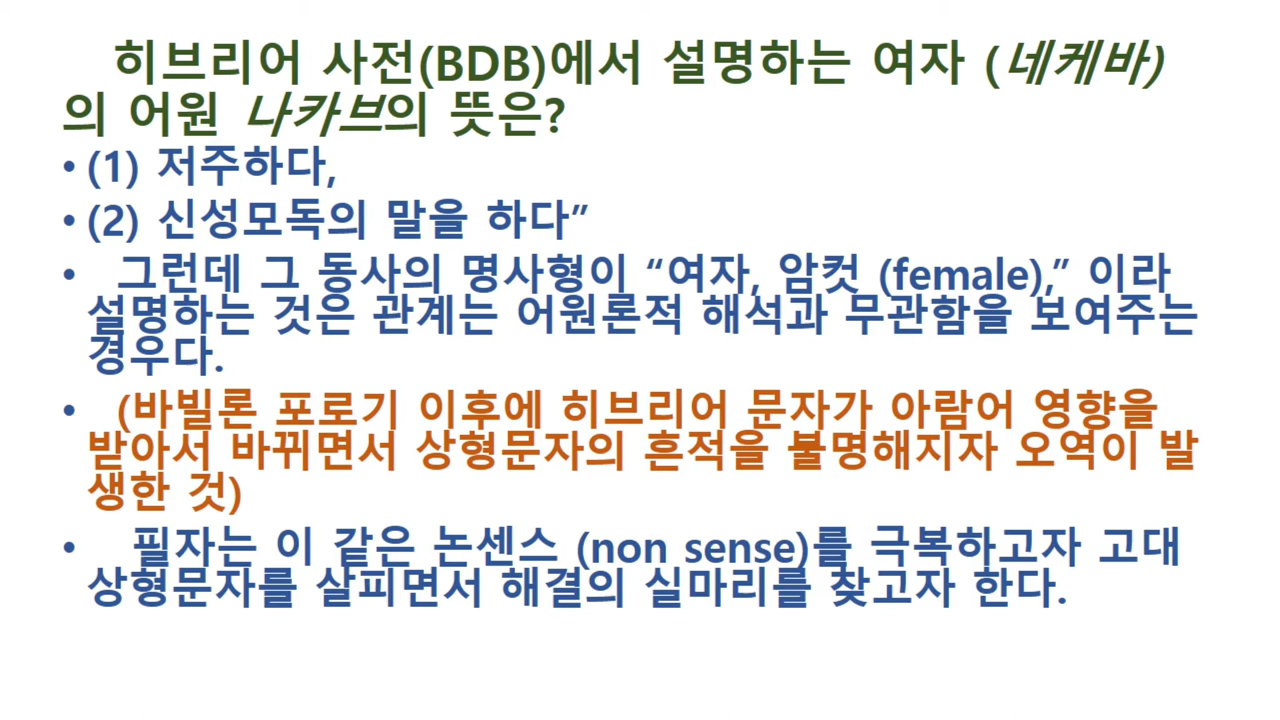 히브리어 사전(BDB)에서 설명하는 여자 (네케바)
의 어원 나카브의 뜻은?
• (1) 저주하다,
• (2) 신성모독의 말을 하다”
• 그런데 그 동사의 명사형이 “여자, 암컷 (female),” 이라
설명하는 것은 관계는 어원론적 해석과 무관함을 보여주는
경우다.
• (바빌론 포로기 이후에 히브리어 문자가 아람어 영향을
받아서 바뀌면서 상형문자의 흔적을 불명해지자 오역이 발
생한 것)
• 필자는 이 같은 논센스 (non sense)를 극복하고자 고대
상형문자를 살피면서 해결의 실마리를 찾고자 한다.